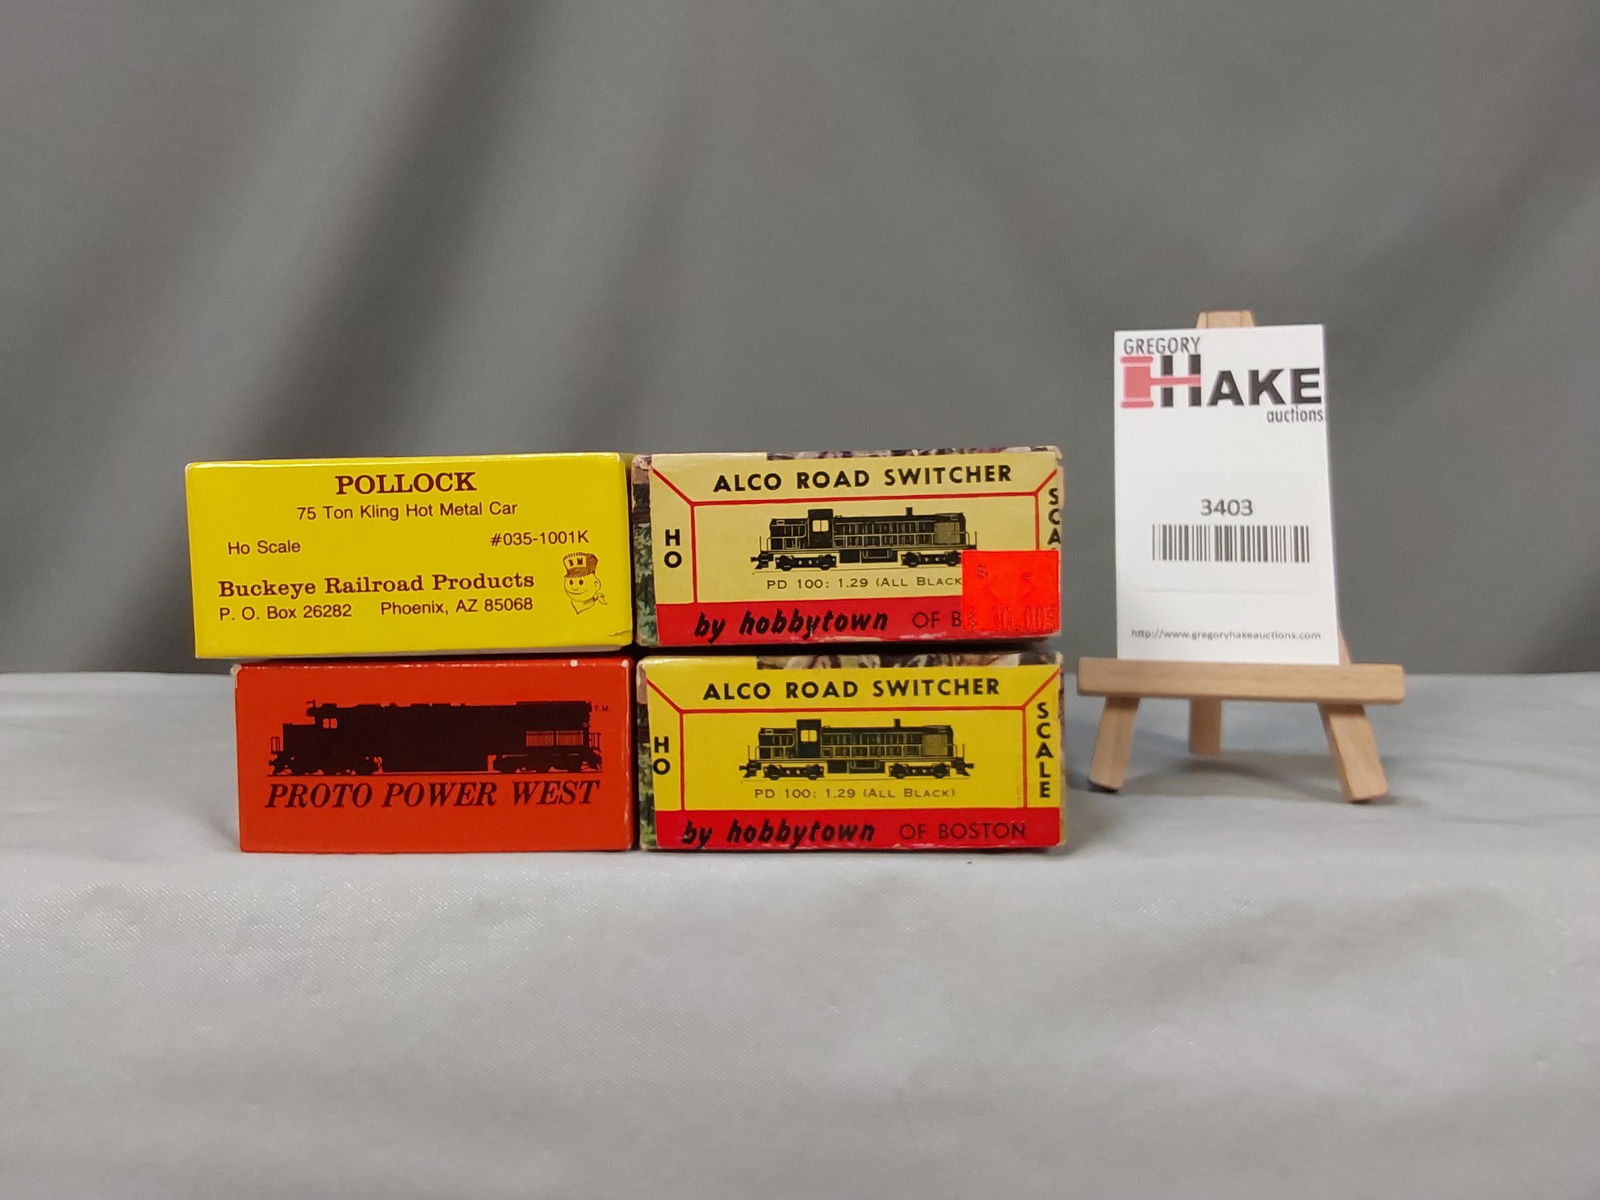 POLLOCK
75 Ton Kling Hot Metal Car
Ho Scale #035-1001K
Buckeye Railroad Products
P. O. Box 26282 Phoenix, AZ 85068
BM
T.M.
PROTO POWER WEST
ALCO ROAD SWITCHER
HO
SCA
PD 100: 1.29 (ALL BLACK
by hobbytown OF B
ALCO ROAD SWITCHER
HO
SCALE
PD 100: 1.29 (ALL BLACK)
by hobbytown OF BOSTON
GREGORY
HAKE
auctions
3403
http://www.gregoryhakeauctions.com